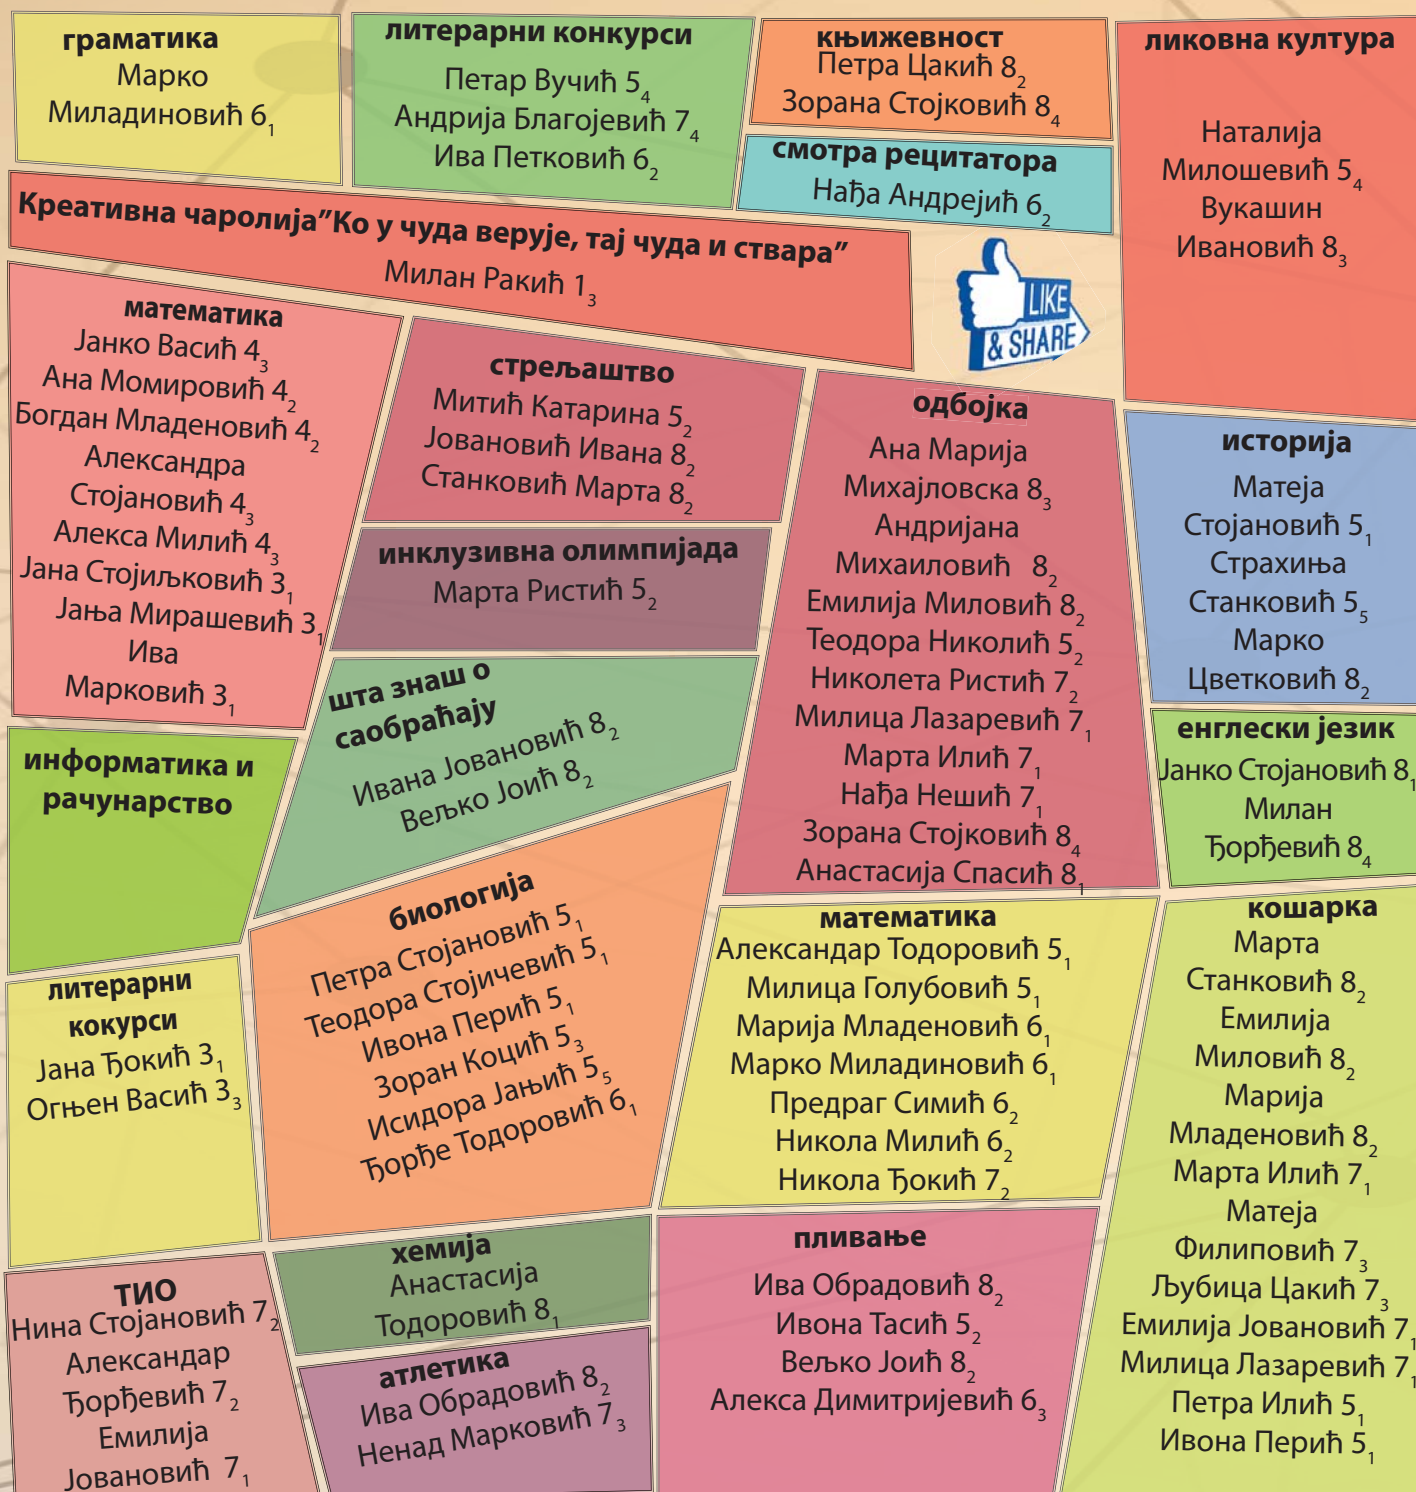 граматика
Марко
Миладиновић 6₁
литерарни конкурси
Петар Вучић 5₄
Андрија Благојевић 7₄
Ива Петковић 6₂
књижевност
Петра Цакић 8₂
Зорана Стојковић 8₄
смотра рецитатора
Нађа Андрејић 6₂
ликовна култура
Наталија
Милошевић 5₄
Вукашин
Ивановић 8₃
Креативна чаролија"Ко у чуда верује, тај чуда и ствара"
Милан Ракић 1₃
LIKE
& SHARE
математика
Јанко Васић 4₃
Ана Момировић 4₂
Богдан Младеновић 4₂
Александра
Стојановић 4₃
Алекса Милић 4₃
Јана Стојиљковић 3₁
Јања Мирашевић 3₁
Ива
Марковић 3₁
стрељаштво
Митић Катарина 5₂
Јовановић Ивана 8₂
Станковић Марта 8₂
инклузивна олимпијада
Марта Ристић 5₂
шта знаш о
саобраћају
Ивана Јовановић 8₂
Вељко Јоић 8₂
одбојка
Ана Марија
Михајловска 8₃
Андријана
Михаиловић 8₂
Емилија Миловић 8₂
Теодора Николић 5₂
Николета Ристић 7₂
Милица Лазаревић 7₁
Марта Илић 7₁
Нађа Нешић 7₁
Зорана Стојковић 8₄
Анастасија Спасић 8₁
историја
Матеја
Стојановић 5₁
Страхиња
Станковић 5₅
Марко
Цветковић 8₂
енглески језик
Јанко Стојановић 8₁
Милан
Ђорђевић 8₄
информатика и
рачунарство
литерарни
кокурси
Јана Ђокић 3₁
Огњен Васић 3₃
биологија
Петра Стојановић 5₁
Теодора Стојичевић 5₁
Ивона Перић 5₁
Зоран Коцић 5₃
Исидора Јањић 5₅
Ђорђе Тодоровић 6₁
математика
Александар Тодоровић 5₁
Милица Голубовић 5₁
Марија Младеновић 6₁
Марко Миладиновић 6₁
Предраг Симић 6₂
Никола Милић 6₂
Никола Ђокић 7₂
кошарка
Марта
Станковић 8₂
Емилија
Миловић 8₂
Марија
Младеновић 8₂
Марта Илић 7₁
Матеја
Филиповић 7₃
Љубица Цакић 7₃
Емилија Јовановић 7₁
Милица Лазаревић 7₁
Петра Илић 5₁
Ивона Перић 5₁
ТИО
Нина Стојановић 7₂
Александар
Ђорђевић 7₂
Емилија
Јовановић 7₁
хемија
Анастасија
Тодоровић 8₁
атлетика
Ива Обрадовић 8₂
Ненад Марковић 7₃
пливање
Ива Обрадовић 8₂
Ивона Тасић 5₂
Вељко Јоић 8₂
Алекса Димитријевић 6₃